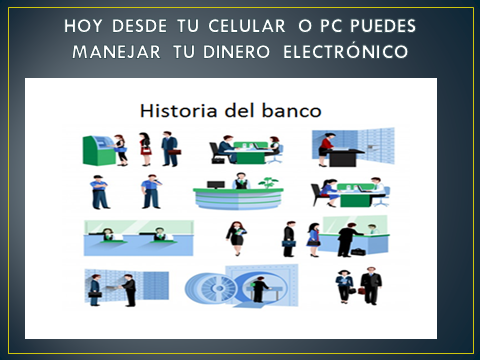 HOY DESDE TU CELULAR O PC PUEDES
MANEJAR TU DINERO ELECTRÓNICO
Historia del banco